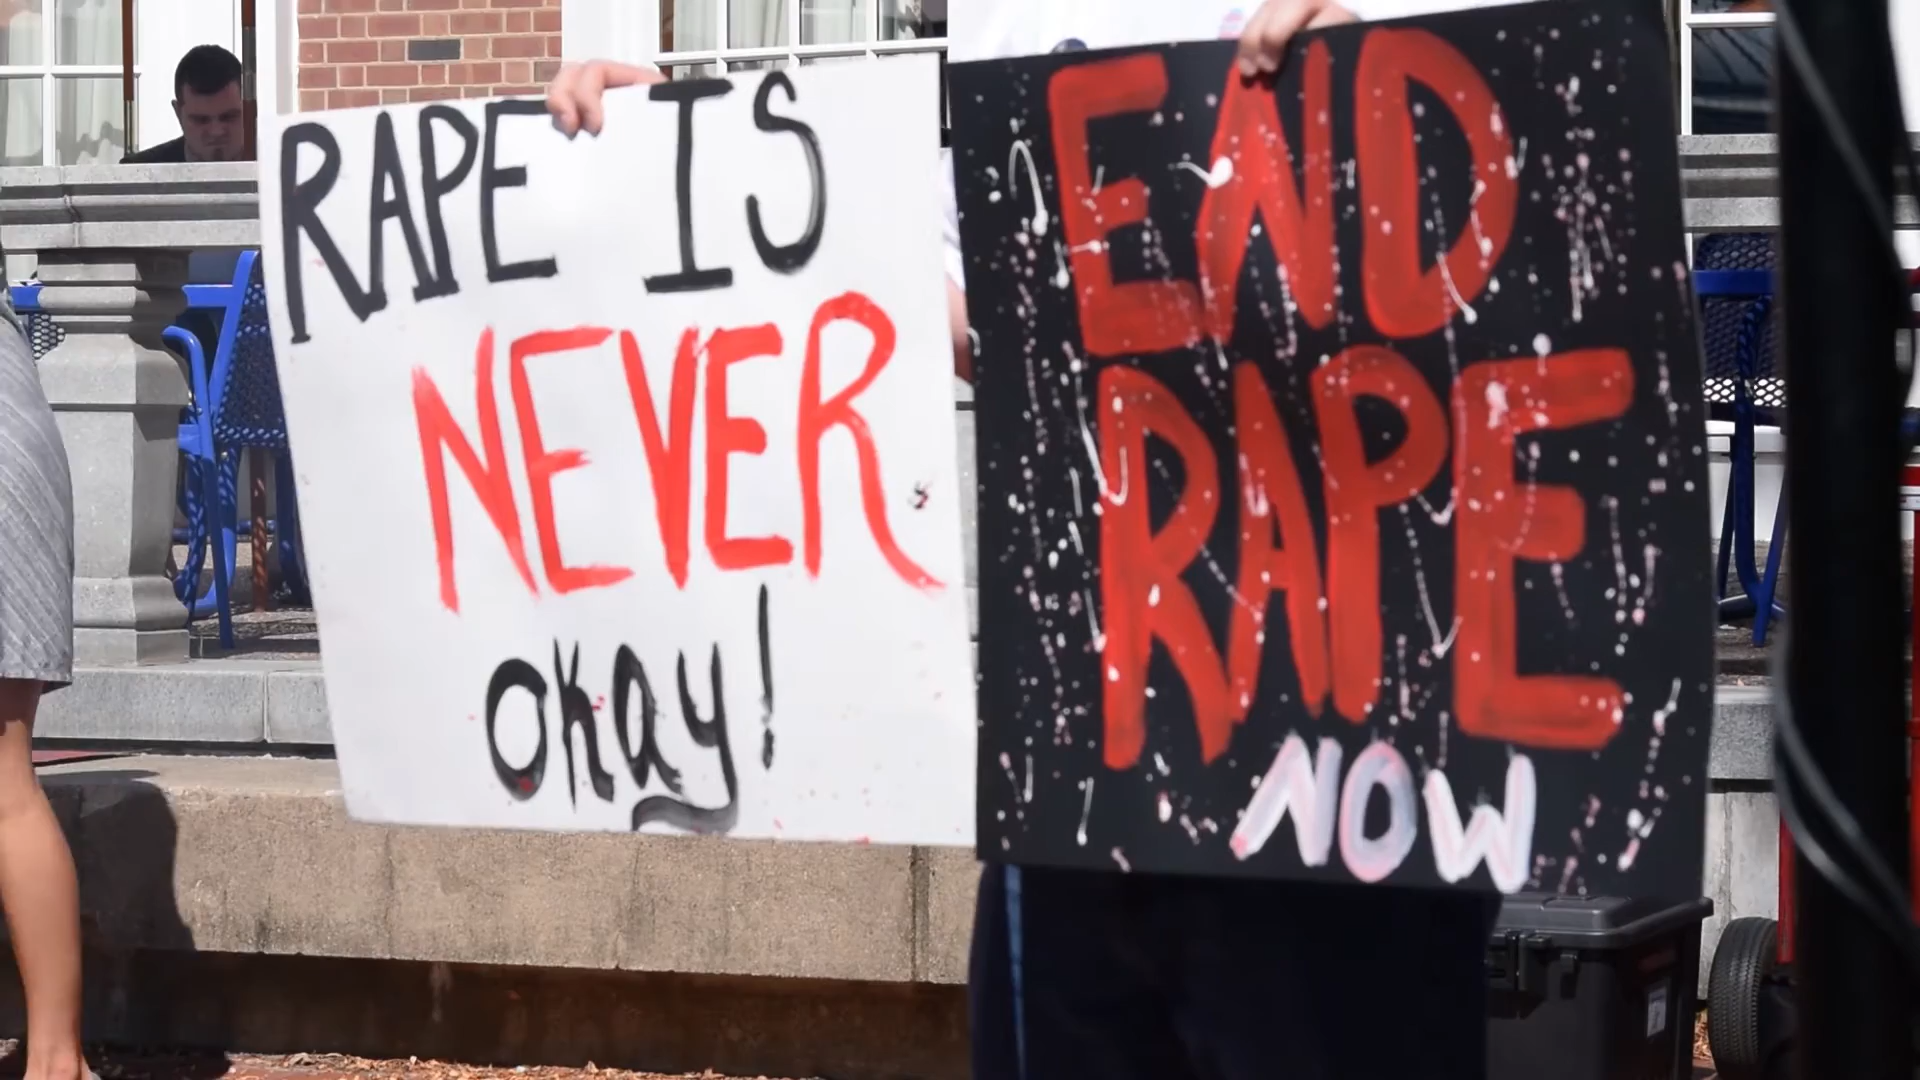 RAPE IS
NEVER
okay!
END
RAPE
NOW